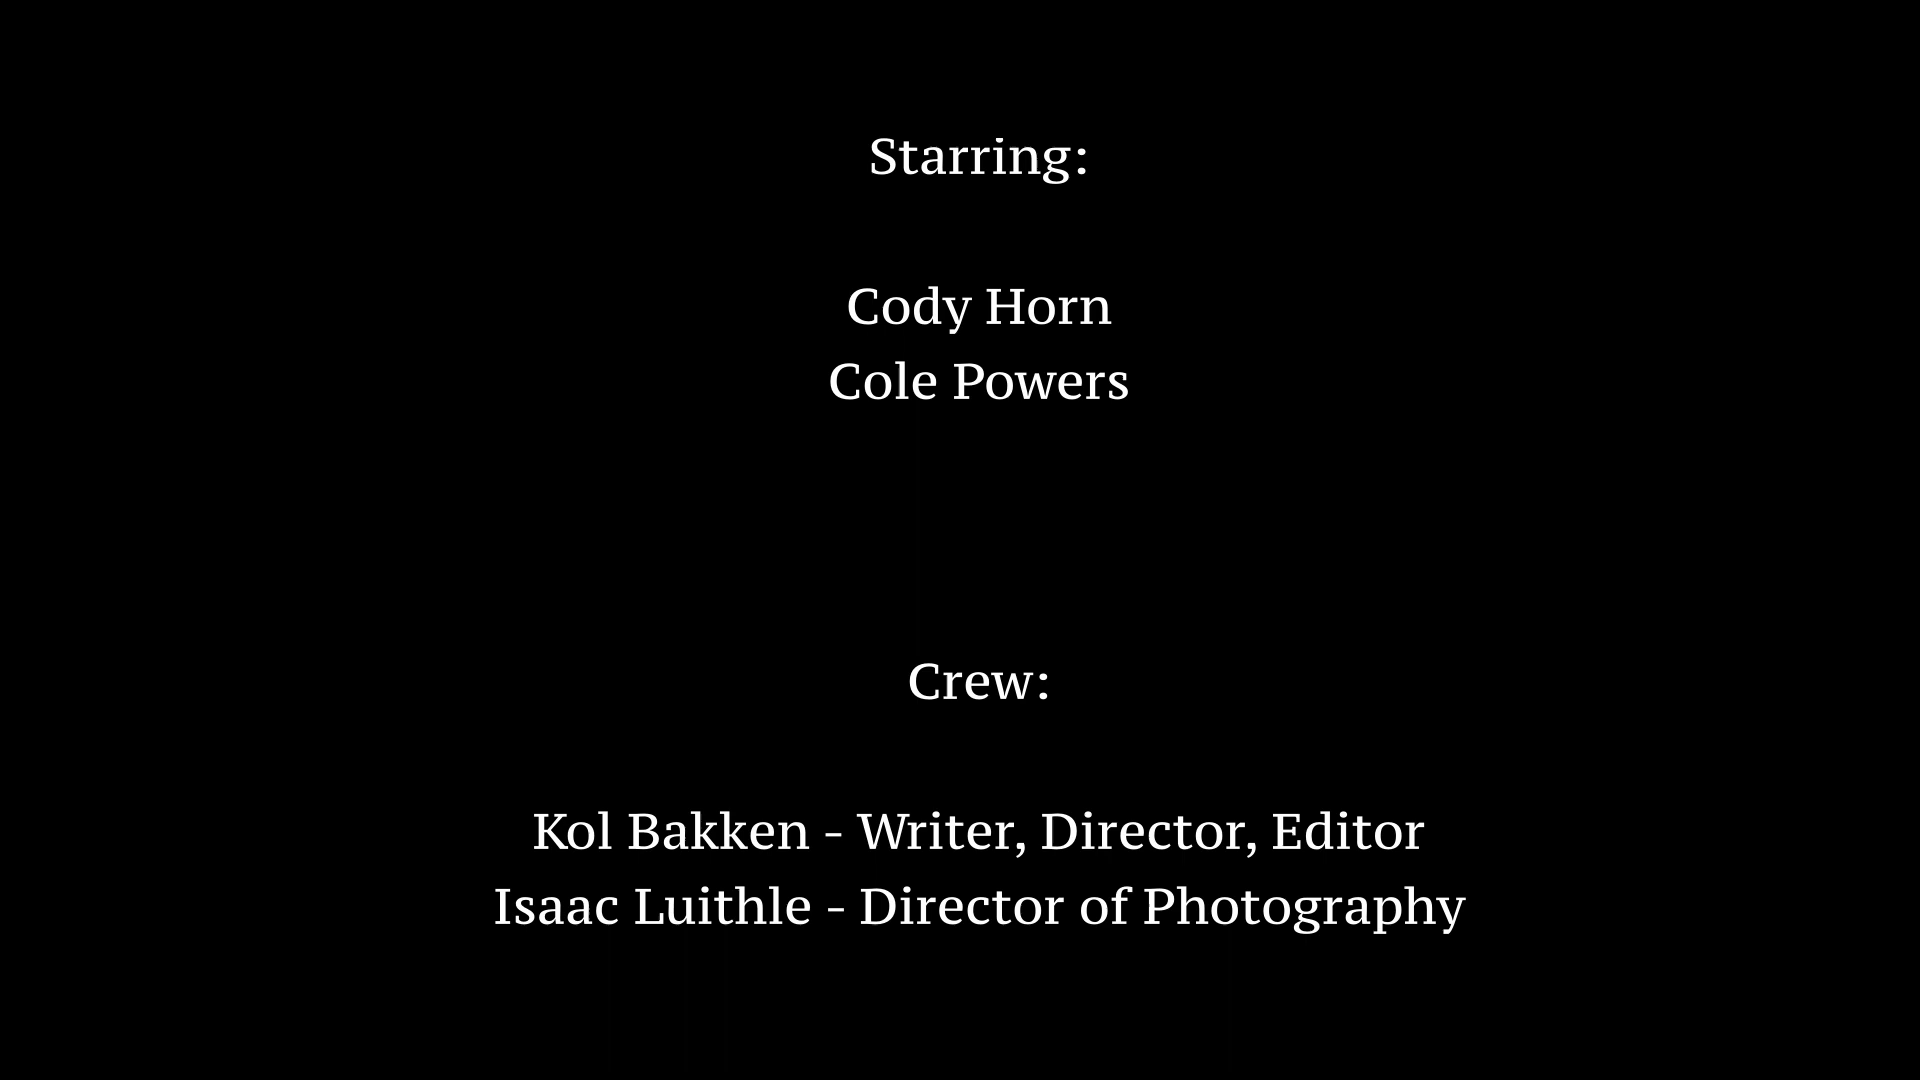 Starring:
Cody Horn
Cole Powers
Crew:
Kol Bakken - Writer, Director, Editor
Isaac Luithle - Director of Photography